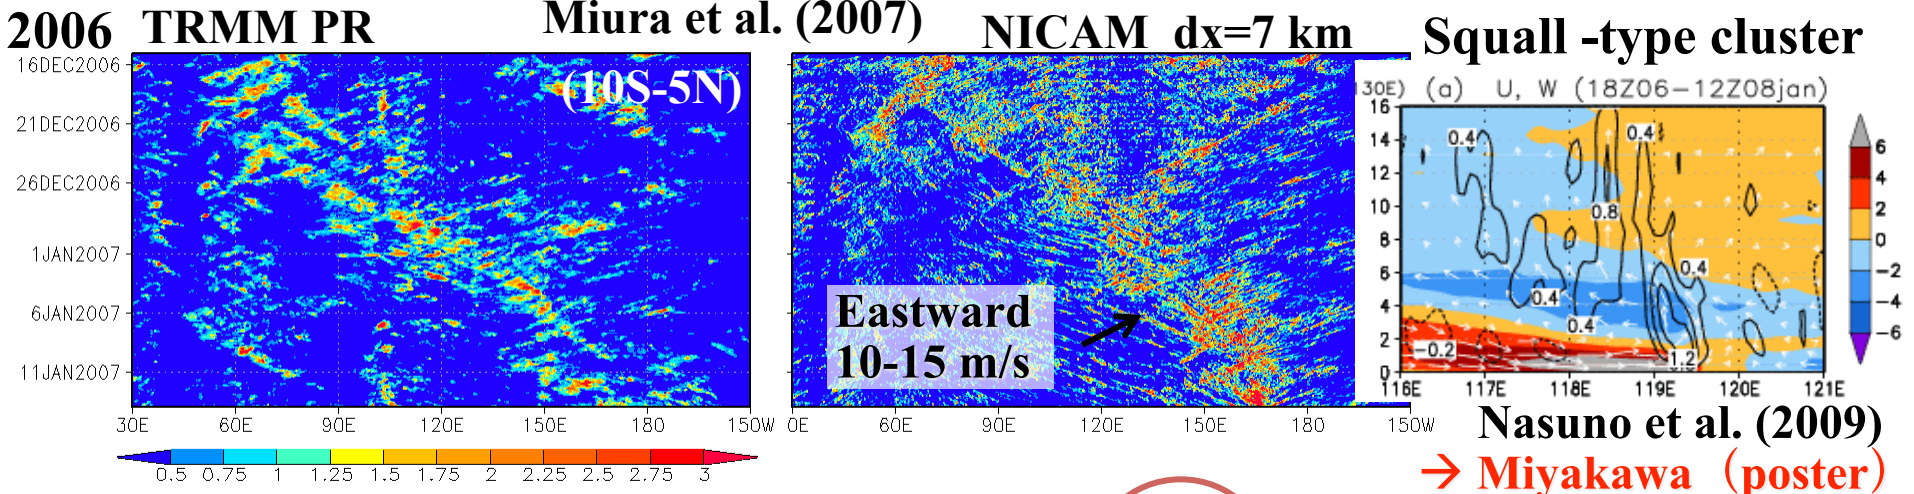 2006 TRMM PR
Miura et al. (2007)
NICAM dx=7 km
Squall -type cluster
(10S-5N)
16DEC2006
21DEC2006
26DEC2006
1JAN2007
6JAN2007
11JAN2007
30E 60E 90E 120E 150E 180 150W
0.5 0.75 1 1.25 1.5 1.75 2 2.25 2.5 2.75 3
Eastward
10-15 m/s
0E 60E 90E 120E 150E 180 150W
30E) (a) U, W (18Z06-12Z08jan)
16
14
12
10
8
6
4
2
0
0.4
0.4
0.8
0.4
0.4
0.4
-0.2
1.2
116E 117E 118E 119E 120E 121E
6
4
2
0
-2
-4
-6
Nasuno et al. (2009)
→ Miyakawa (poster)